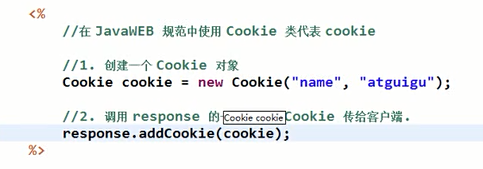 <%
//在 JavaWEB 规范中使用 Cookie 类代表 cookie
//1. 创建一个 Cookie 对象
Cookie cookie = new Cookie("name", "atguigu");
//2. 调用 response 的一 Cookie cookie Cookie 传给客户端.
response.addCookie(cookie);
%>